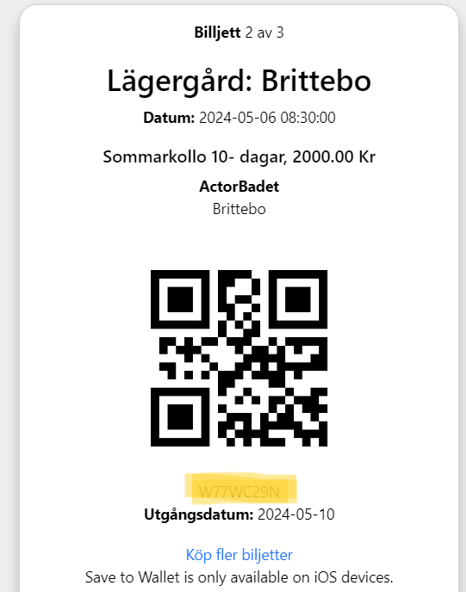 Billjett 2 av 3
Lägergård: Brittebo
Datum: 2024-05-06 08:30:00
Sommarkollo 10- dagar, 2000.00 Kr
ActorBadet
Brittebo
W77WC29N
Utgångsdatum: 2024-05-10
Köp fler biljetter
Save to Wallet is only available on iOS devices.